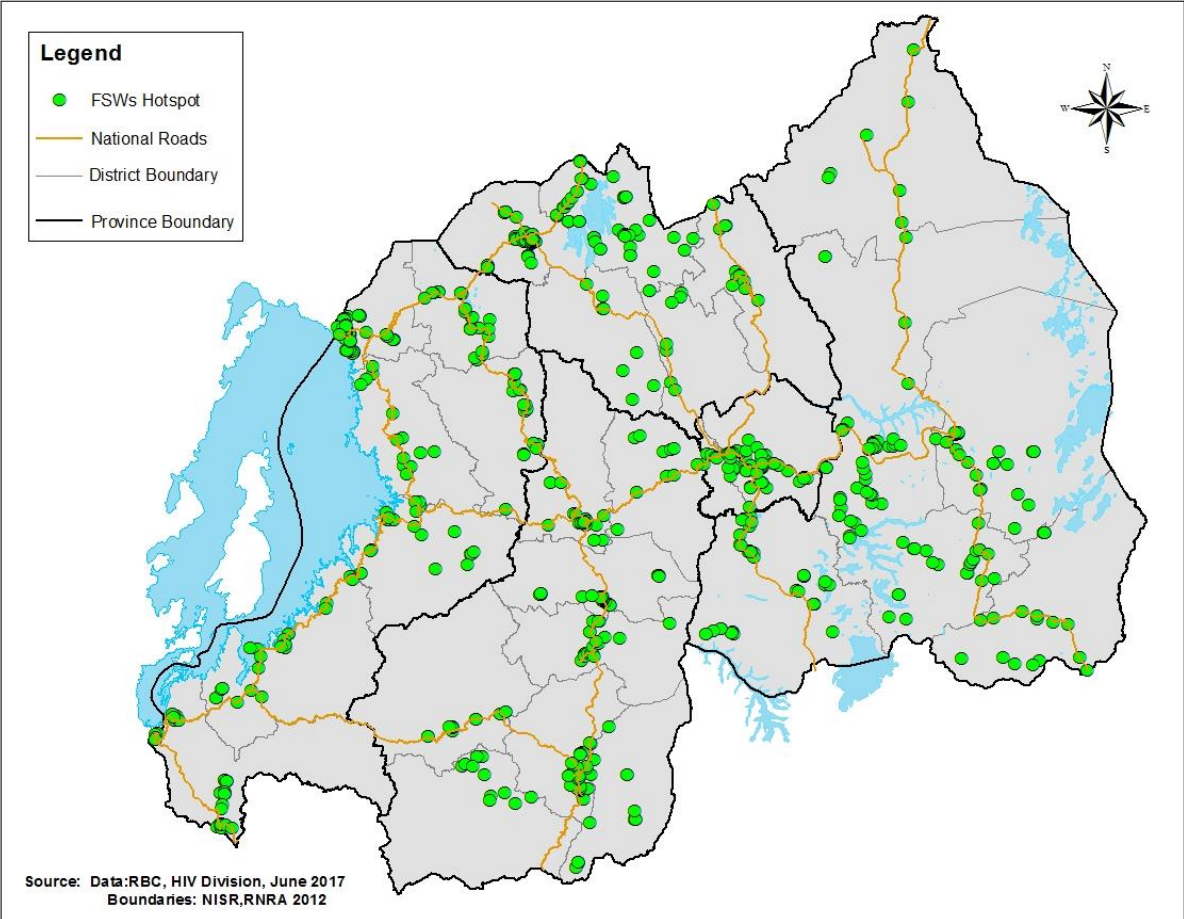 Legend
FSWs Hotspot
National Roads
District Boundary
Province Boundary
N
W E
S
Source: Data:RBC, HIV Division, June 2017
Boundaries: NISR,RNRA 2012